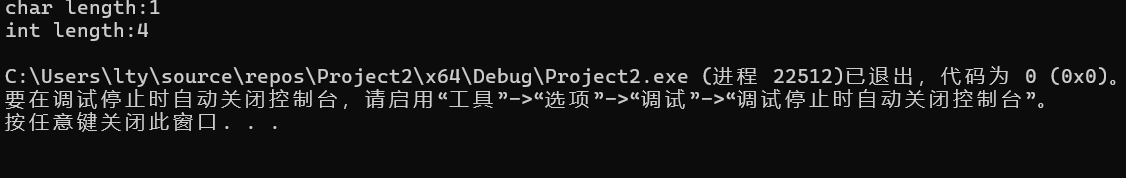 char length:1
int length:4
C:\Users\lty\source\repos\Project2\x64\Debug\Project2.exe (进程 22512)已退出，代码为 0 (0x0)。
要在调试停止时自动关闭控制台，请启用“工具”->“选项”->“调试”->“调试停止时自动关闭控制台”。
按任意键关闭此窗口. . .